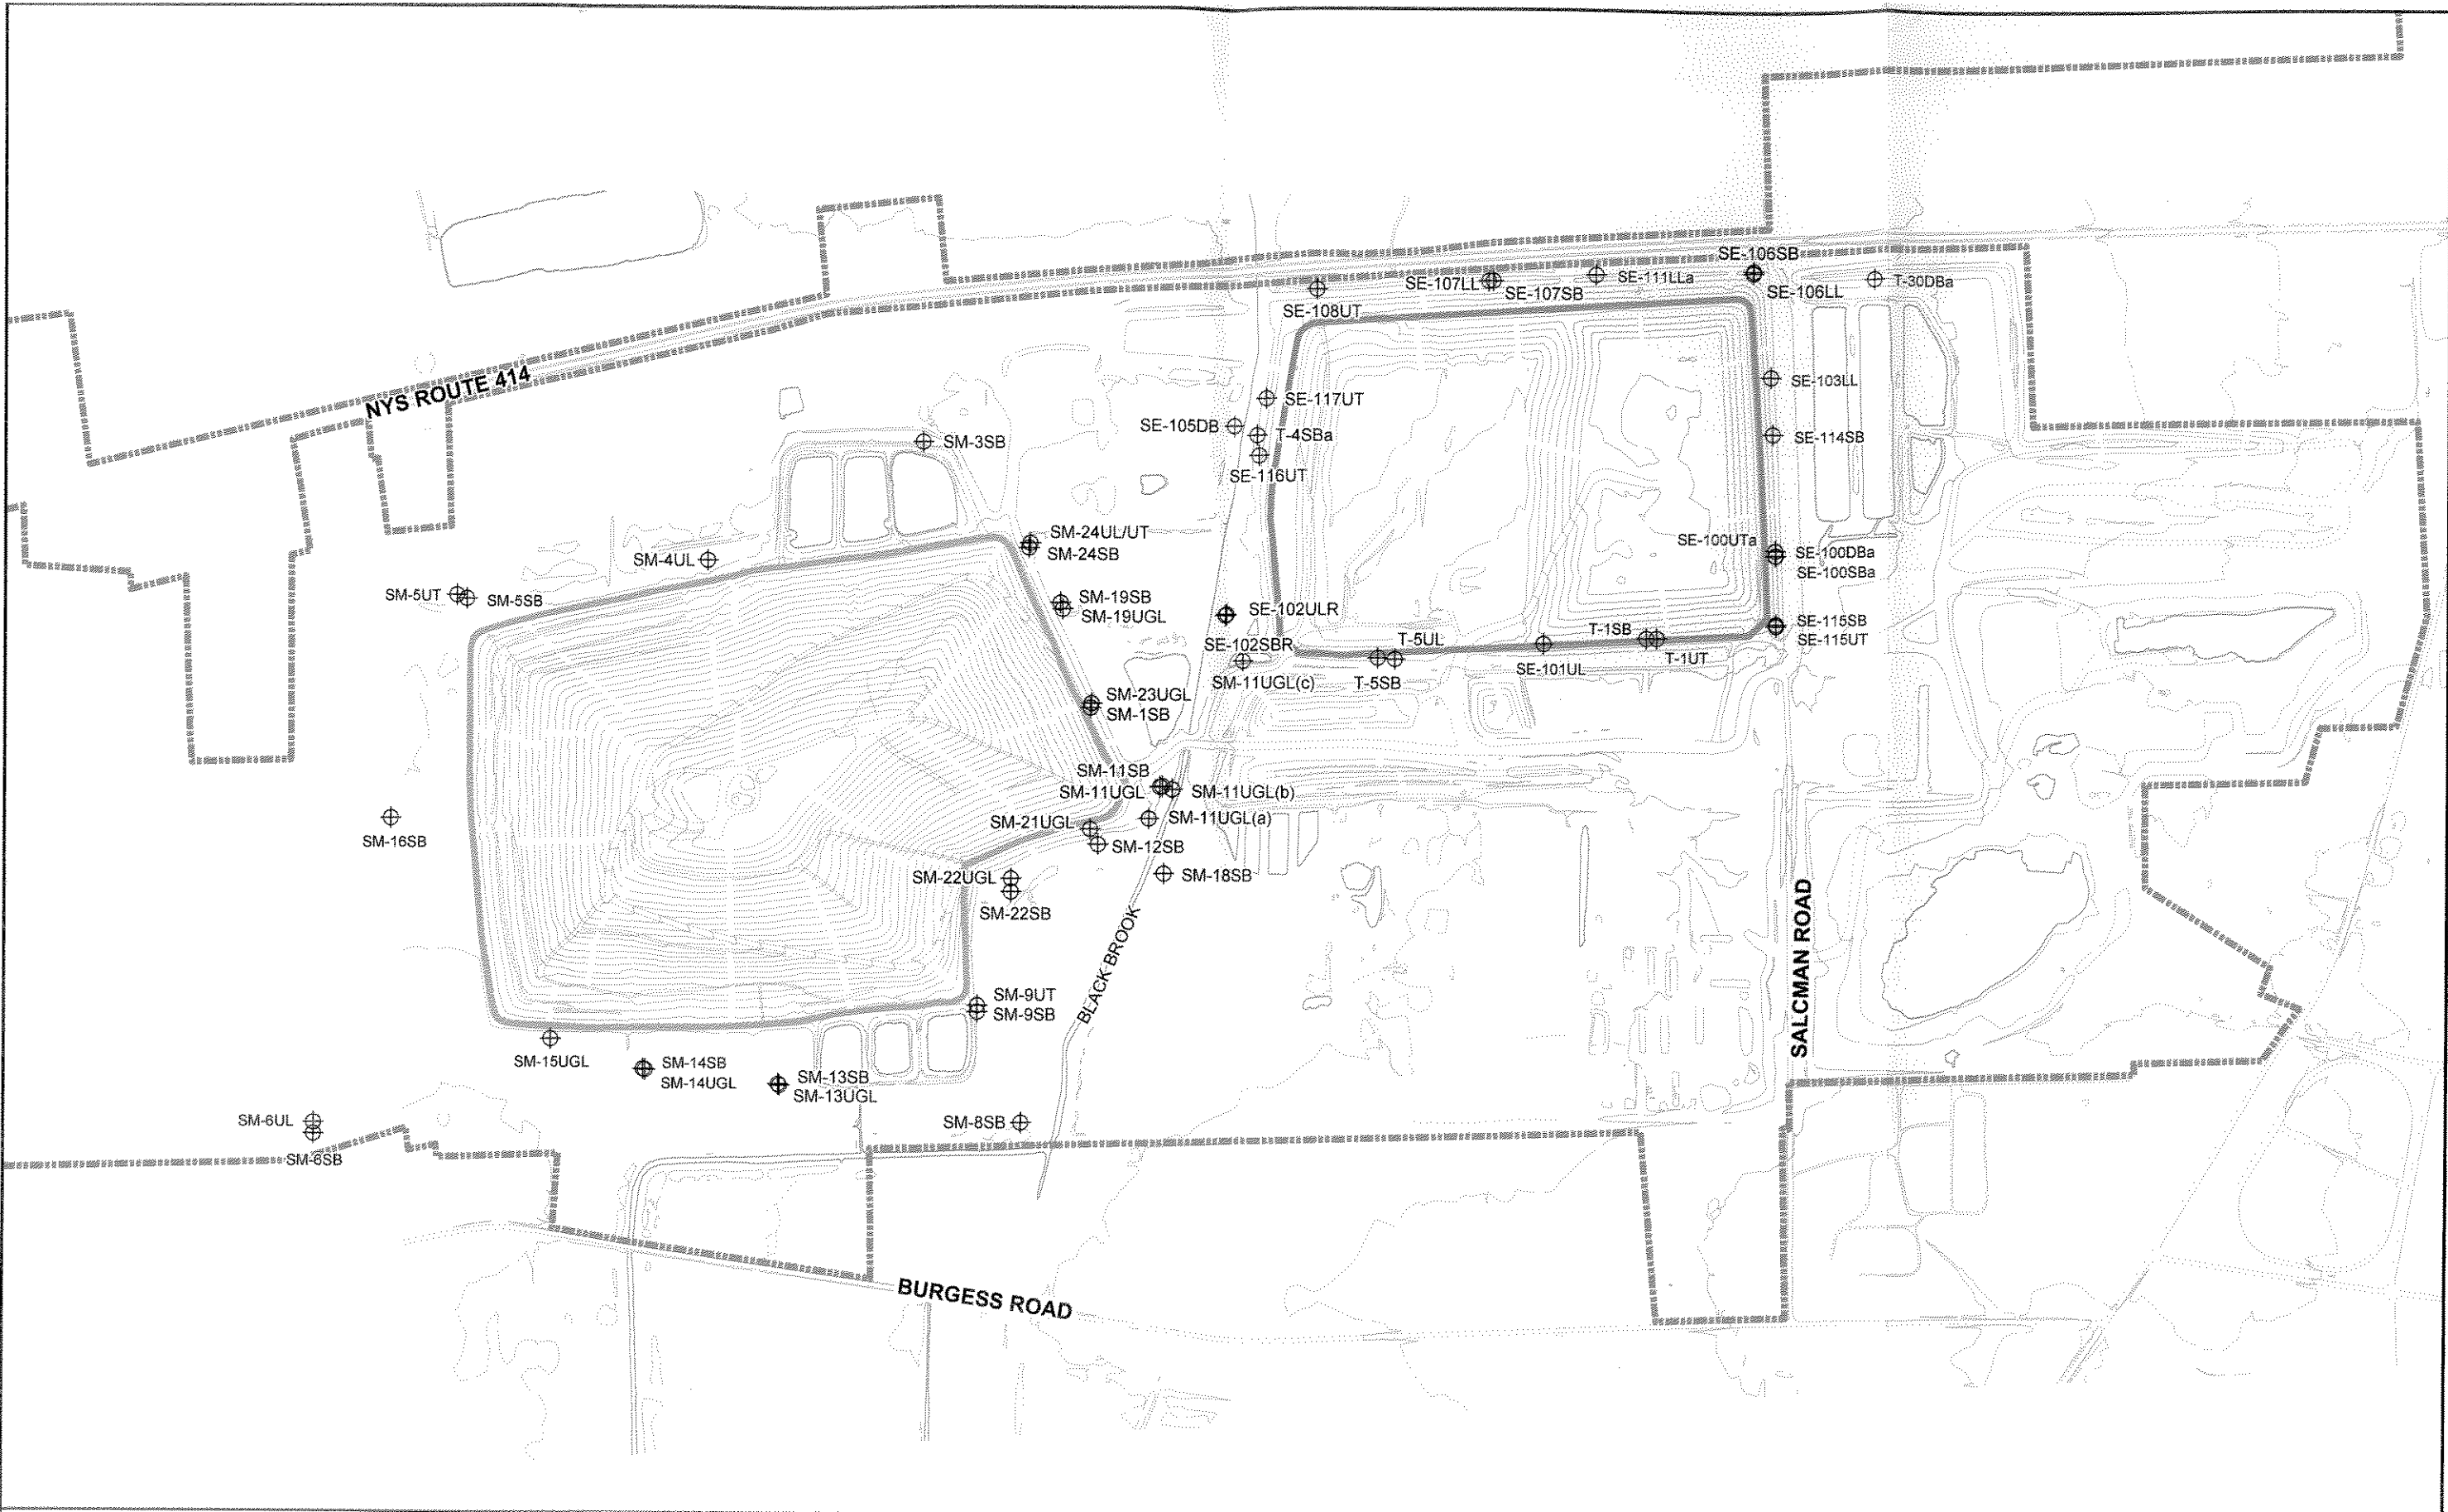 SE-106SB
SE-107LL
SE-107SB
SE-111LLa
SE-106LL
T-30DBa
SE-108UT
NYS ROUTE 414
SE-103LL
SE-117UT
SE-105DB
T-4SBa
SE-114SB
SM-3SB
SE-116UT
SM-24UL/UT
SM-24SB
SM-4UL
SE-100UTa
SE-100DBa
SE-100SBa
SM-5UT
SM-5SB
SM-19SB
SM-19UGL
SE-102ULR
SE-115SB
SE-115UT
T-1SB
T-5UL
SE-102SBR
T-1UT
SE-101UL
SM-11UGL(c)
T-5SB
SM-23UGL
SM-1SB
SM-11SB
SM-11UGL
SM-11UGL(b)
SM-11UGL(a)
SM-21UGL
SM-16SB
SM-12SB
SM-18SB
SM-22UGL
SM-22SB
BLACK BROOK
SALCMAN ROAD
SM-9UT
SM-9SB
SM-15UGL
SM-14SB
SM-14UGL
SM-13SB
SM-13UGL
SM-8SB
SM-6UL
SM-6SB
BURGESS ROAD